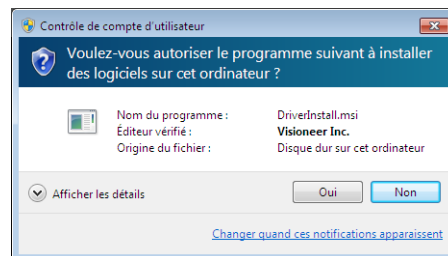 Contrôle de compte d'utilisateur
Voulez-vous autoriser le programme suivant à installer
des logiciels sur cet ordinateur ?
Nom du programme : DriverInstall.msi
Éditeur vérifié : Visioneer Inc.
Origine du fichier : Disque dur sur cet ordinateur
Afficher les détails Oui Non
Changer quand ces notifications apparaissent